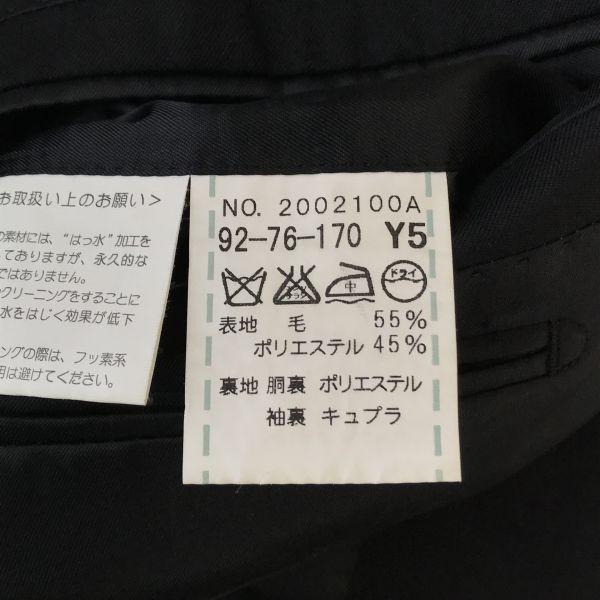 お取扱い上のお願い>
の素材には、“はっ水”加工を
ておりますが、永久的な
ではありません。
クリーニングをすることに
水をはじく効果が低下
ングの際は、フッ素系
用は避けてください。
NO. 2002100A
92-76-170 Y5
エンソサラシ
中
ドライ
表地 毛 55%
ポリエステル 45%
裏地 胴裏 ポリエステル
袖裏 キュプラ